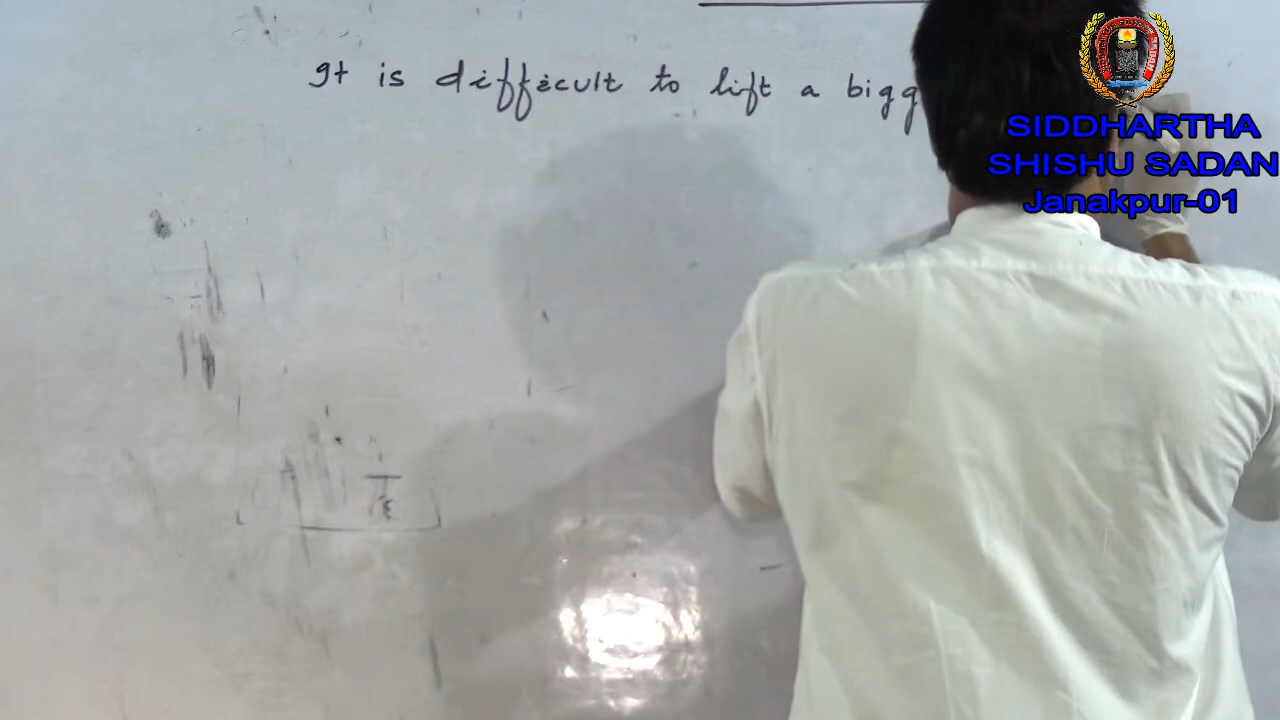 It is difficult to lift a bigg
SIDDHARTHA
SHISHU SADAN
Janakpur-01